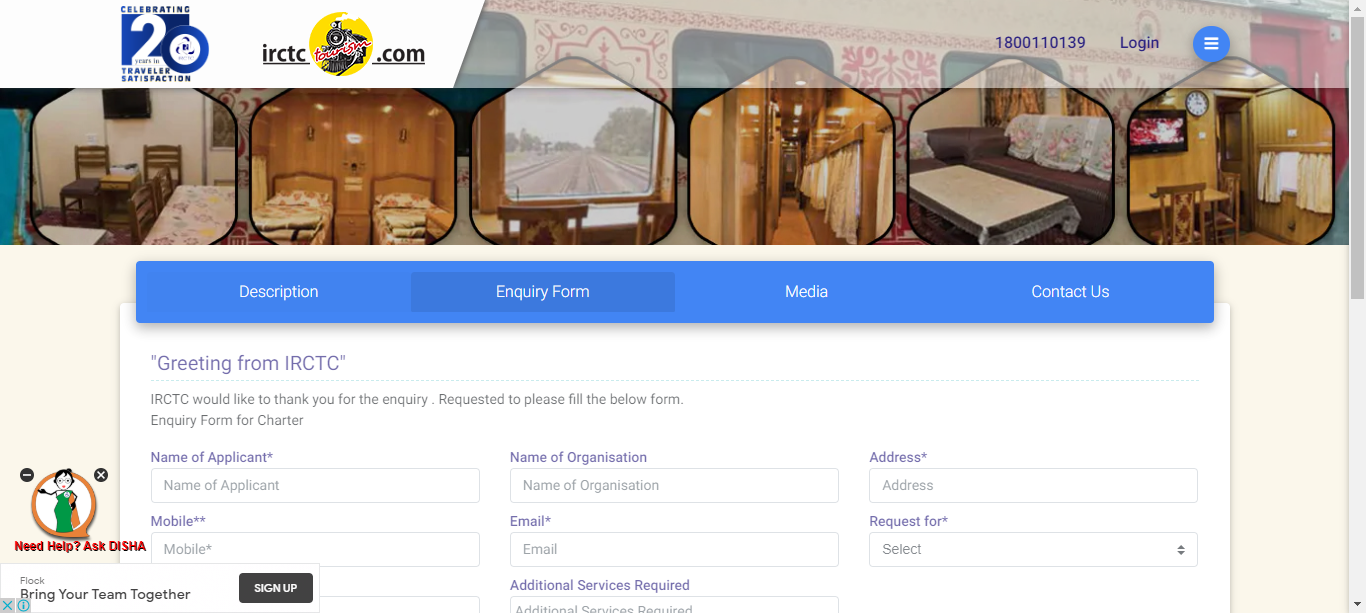 CELEBRATING
20
years in
TRAVELER
SATISFACTION
irctc tourism .com
1800110139
Login
Description
Enquiry Form
Media
Contact Us
"Greeting from IRCTC"
IRCTC would like to thank you for the enquiry . Requested to please fill the below form.
Enquiry Form for Charter
Name of Applicant*
Name of Organisation
Address*
Name of Applicant
Name of Organisation
Address
Mobile**
Email*
Request for*
Mobile*
Email
Select
Need Help? Ask DISHA
Flock
Bring Your Team Together
SIGN UP
Additional Services Required
Additional Services Required